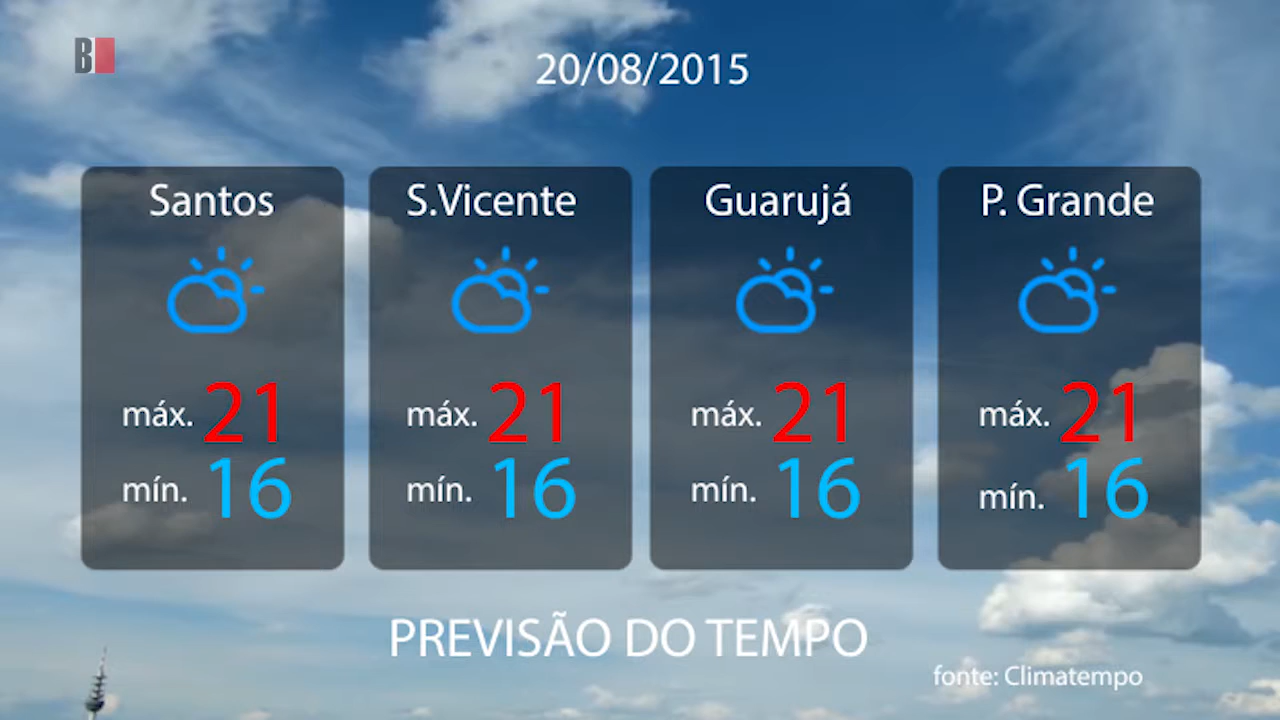 B
20/08/2015
Santos
máx. 21
mín. 16
S.Vicente
máx. 21
mín. 16
Guarujá
máx. 21
mín. 16
P. Grande
máx. 21
mín. 16
PREVISÃO DO TEMPO
fonte: Climatempo